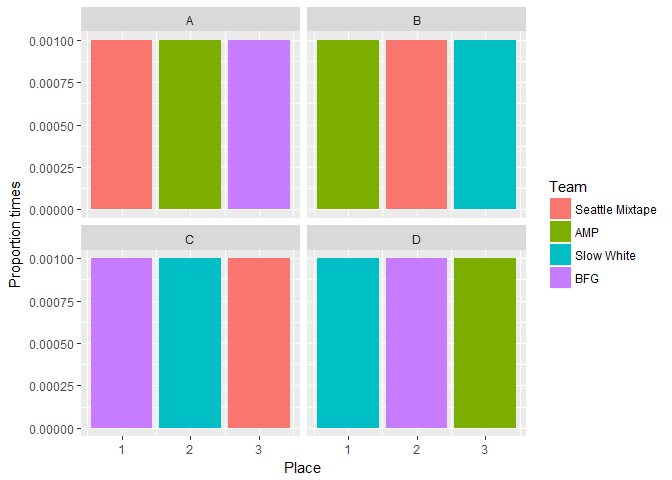 A
B
0.00100
0.00075
0.00050
0.00025
0.00000
C
D
0.00100
0.00075
0.00050
0.00025
0.00000
1 2 3
1 2 3
Place
Proportion times
Team
Seattle Mixtape
AMP
Slow White
BFG